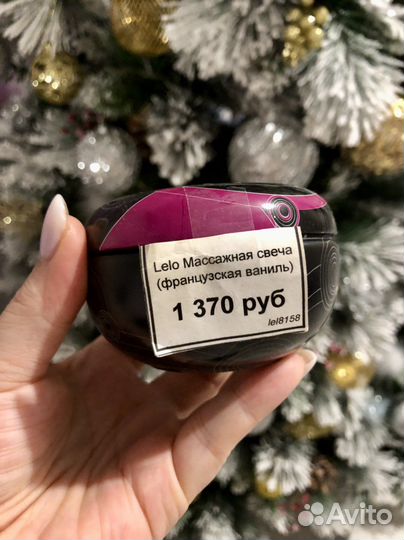 Lelo Массажная свеча
(французская ваниль)
1 370 руб
lel8158
Avito